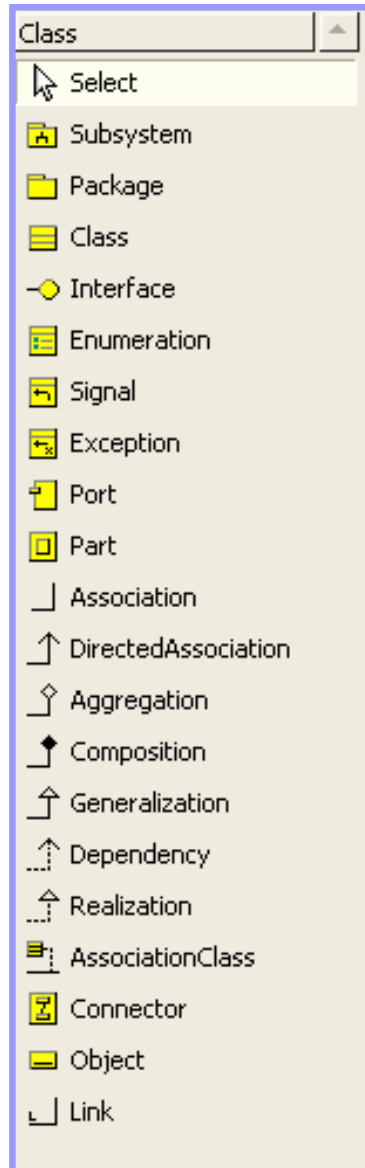 Class
Select
Subsystem
Package
Class
Interface
Enumeration
Signal
Exception
Port
Part
Association
DirectedAssociation
Aggregation
Composition
Generalization
Dependency
Realization
AssociationClass
Connector
Object
Link